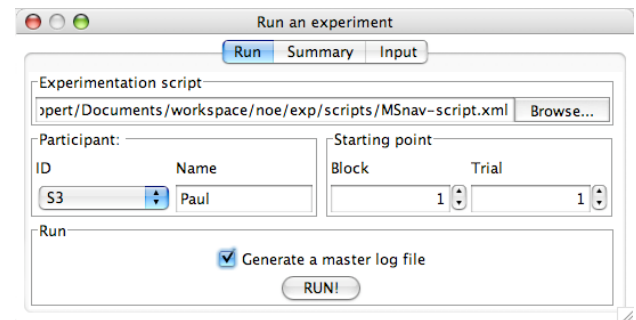 Run an experiment
Run Summary Input
Experimentation script
ppert/Documents/workspace/noe/exp/scripts/MSnav-script.xml Browse...
Participant: Starting point
ID Name Block Trial
S3 Paul 1 1
Run
Generate a master log file
RUN!